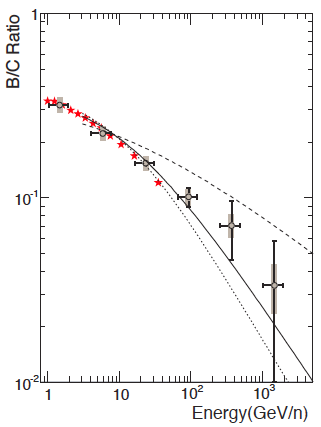 B/C Ratio
1
10⁻¹
10⁻²
1 10 10² 10³
Energy(GeV/n)